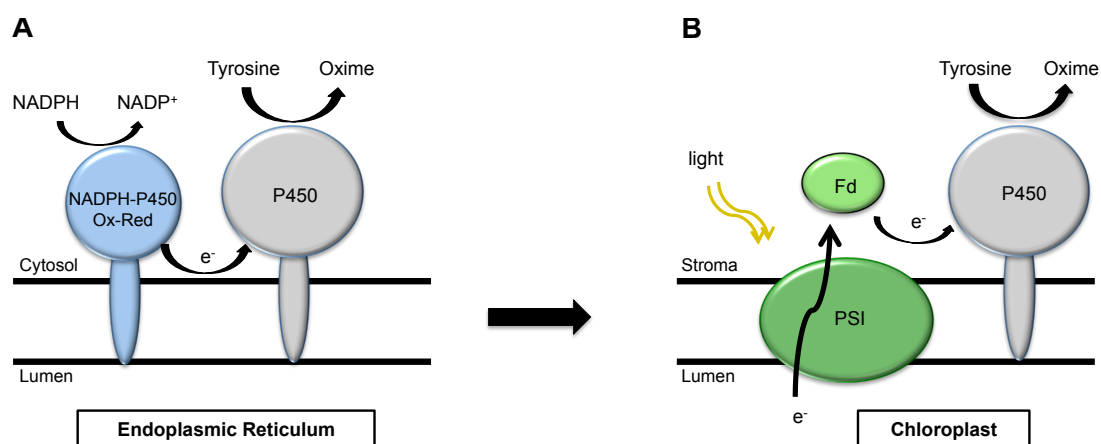 A
Tyrosine Oxime
NADPH NADP⁺
NADPH-P450
Ox-Red
P450
e⁻
Cytosol
Lumen
Endoplasmic Reticulum
B
Tyrosine Oxime
light
Fd
P450
e⁻
Stroma
PSI
Lumen
e⁻
Chloroplast